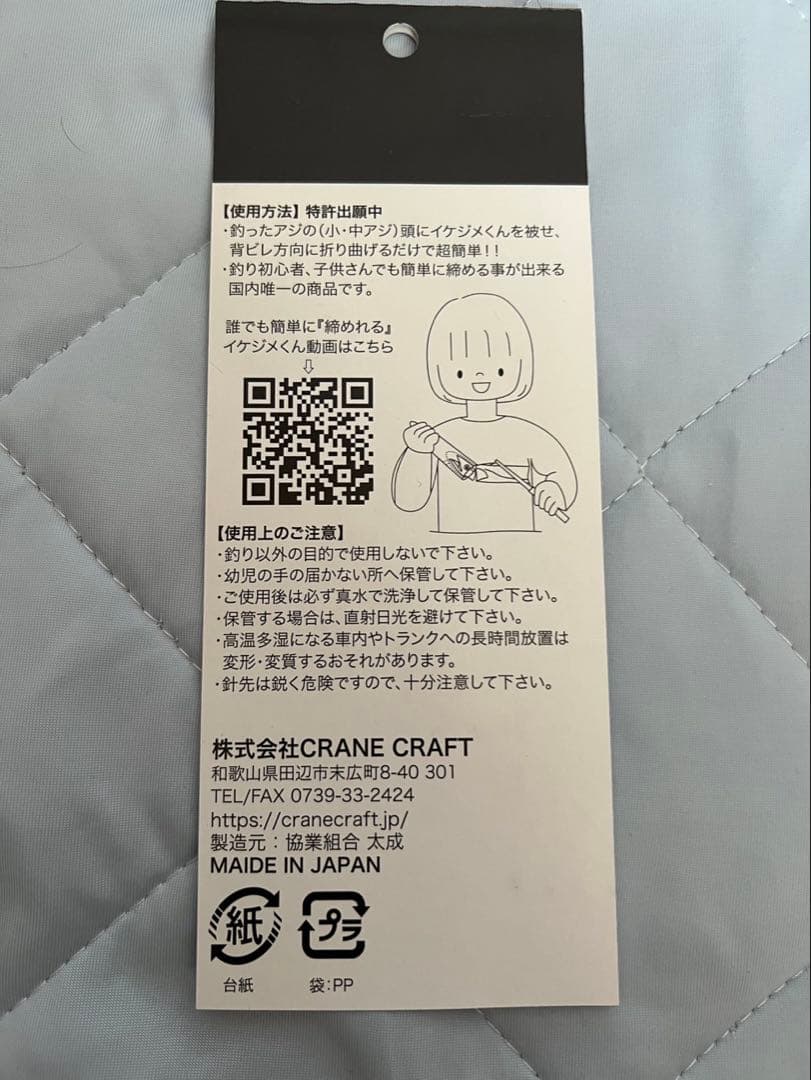 【使用方法】特許出願中
・釣ったアジの（小・中アジ）頭にイケジメくんを被せ、
背ビレ方向に折り曲げるだけで超簡単！！
・釣り初心者、子供さんでも簡単に締める事が出来る
国内唯一の商品です。
誰でも簡単に『締めれる』
イケジメくん動画はこちら
⇩
【使用上のご注意】
・釣り以外の目的で使用しないで下さい。
・幼児の手の届かない所へ保管して下さい。
・ご使用後は必ず真水で洗浄して保管して下さい。
・保管する場合は、直射日光を避けて下さい。
・高温多湿になる車内やトランクへの長時間放置は
変形・変質するおそれがあります。
・針先は鋭く危険ですので、十分注意して下さい。
株式会社CRANE CRAFT
和歌山県田辺市末広町8-40 301
TEL/FAX 0739-33-2424
https://cranecraft.jp/
製造元：協業組合 太成
MAIDE IN JAPAN
紙 プラ
台紙 袋：PP